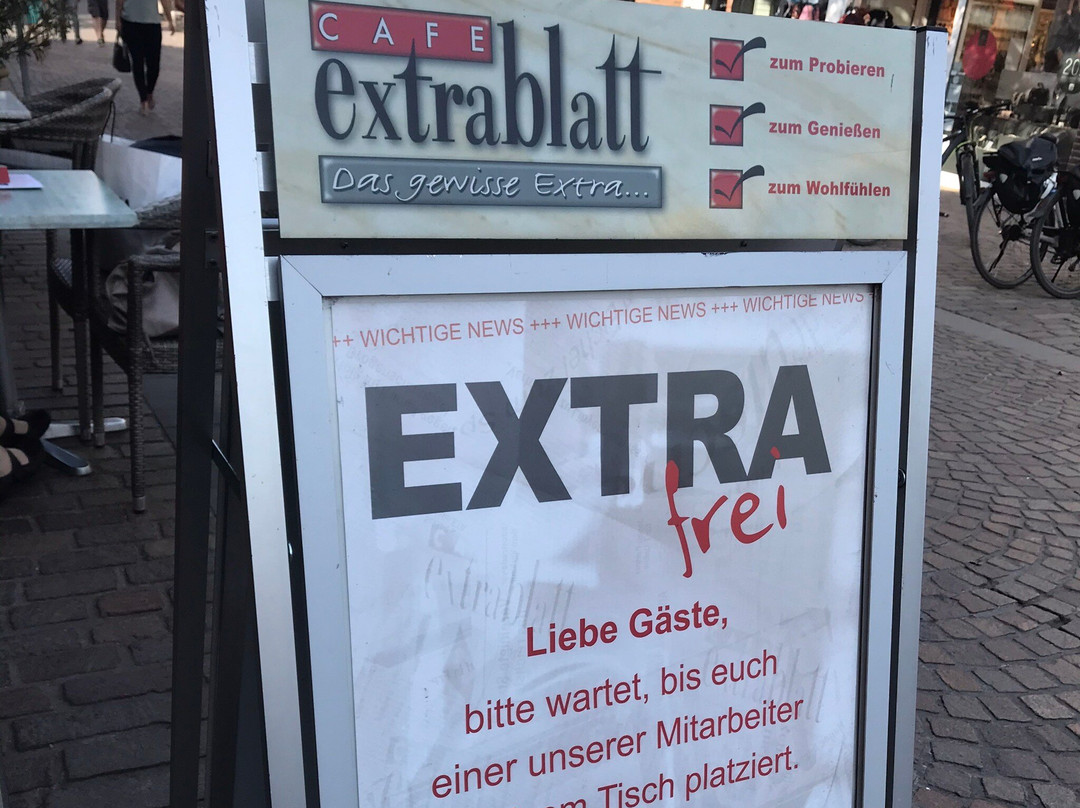 CAFE
extrablatt
Das gewisse Extra...
zum Probieren
zum Genießen
zum Wohlfühlen
++ WICHTIGE NEWS +++ WICHTIGE NEWS +++ WICHTIGE NEWS
EXTRA
frei
Liebe Gäste,
bitte wartet, bis euch
einer unserer Mitarbeiter
Tisch platziert.